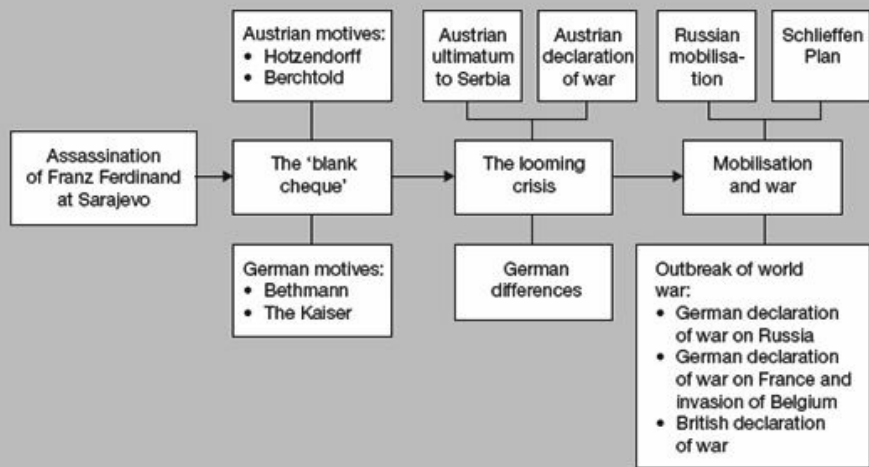 Austrian motives:
• Hotzendorff
• Berchtold
Austrian
ultimatum
to Serbia
Austrian
declaration
of war
Russian
mobilisa-
tion
Schlieffen
Plan
Assassination
of Franz Ferdinand
at Sarajevo
The ‘blank
cheque’
The looming
crisis
Mobilisation
and war
German motives:
• Bethmann
• The Kaiser
German
differences
Outbreak of world
war:
• German declaration
of war on Russia
• German declaration
of war on France and
invasion of Belgium
• British declaration
of war